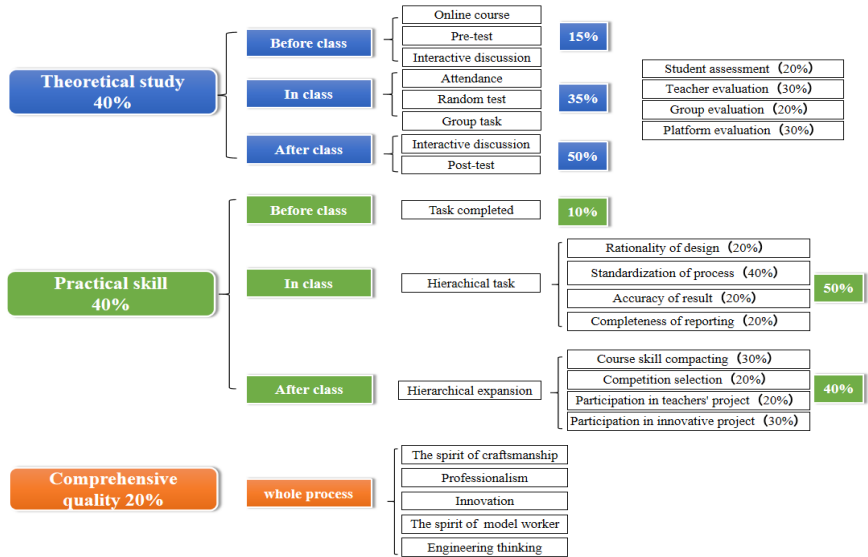 Theoretical study
40%
Before class
Online course
Pre-test
Interactive discussion
15%
In class
Attendance
Random test
Group task
35%
After class
Interactive discussion
Post-test
50%
Student assessment（20%）
Teacher evaluation（30%）
Group evaluation（20%）
Platform evaluation（30%）
Practical skill
40%
Before class
Task completed
10%
In class
Hierachical task
Rationality of design（20%）
Standardization of process（40%）
Accuracy of result（20%）
Completeness of reporting（20%）
50%
After class
Hierarchical expansion
Course skill compacting（30%）
Competition selection（20%）
Participation in teachers' project（20%）
Participation in innovative project（30%）
40%
Comprehensive
quality 20%
whole process
The spirit of craftsmanship
Professionalism
Innovation
The spirit of model worker
Engineering thinking